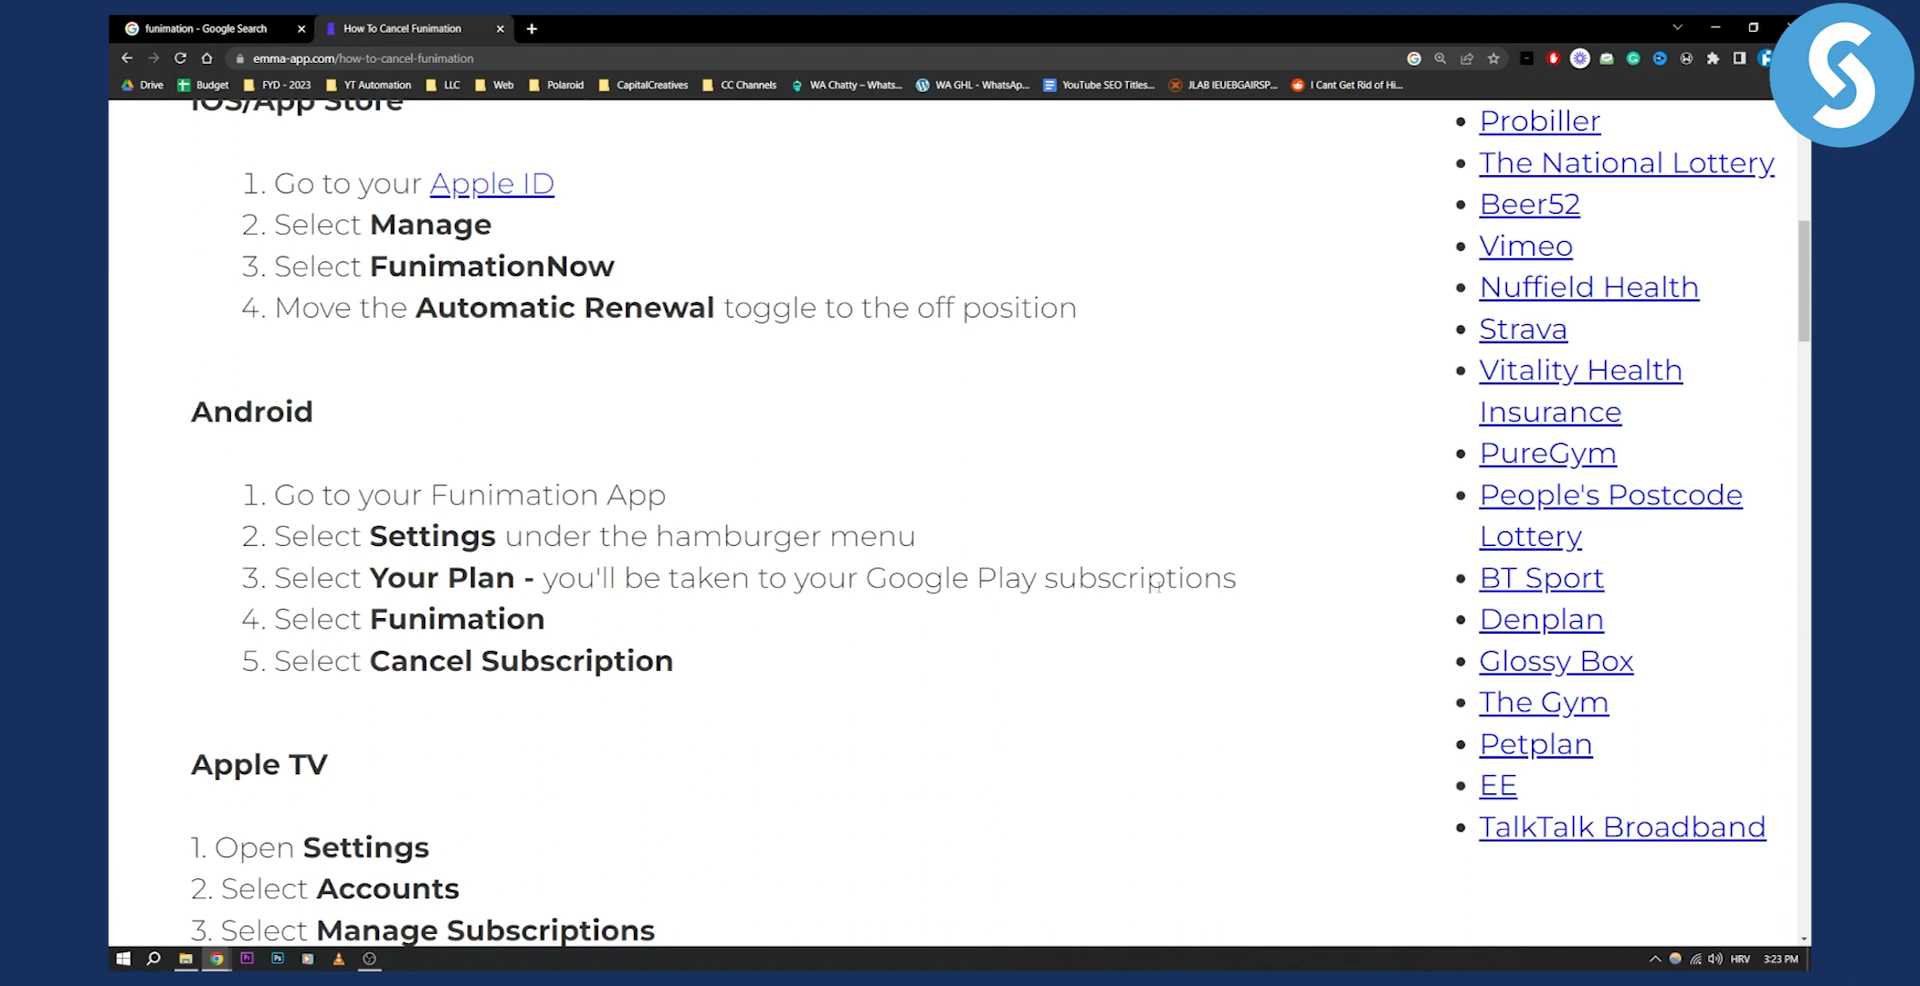 funimation - Google Search
How To Cancel Funimation
emma-app.com/how-to-cancel-funimation
Drive
Budget
FYD - 2023
YT Automation
LLC
Web
Polaroid
CapitalCreatives
CC Channels
WA Chatty – Whats...
WA GHL - WhatsAp...
YouTube SEO Titles...
JLAB IEUEBGAIRSP...
I Cant Get Rid of Hi...
iOS/App Store
1. Go to your Apple ID
2. Select Manage
3. Select FunimationNow
4. Move the Automatic Renewal toggle to the off position
Android
1. Go to your Funimation App
2. Select Settings under the hamburger menu
3. Select Your Plan - you'll be taken to your Google Play subscriptions
4. Select Funimation
5. Select Cancel Subscription
Apple TV
1. Open Settings
2. Select Accounts
3. Select Manage Subscriptions
Probiller
The National Lottery
Beer52
Vimeo
Nuffield Health
Strava
Vitality Health
Insurance
PureGym
People's Postcode
Lottery
BT Sport
Denplan
Glossy Box
The Gym
Petplan
EE
TalkTalk Broadband
HRV
3:23 PM